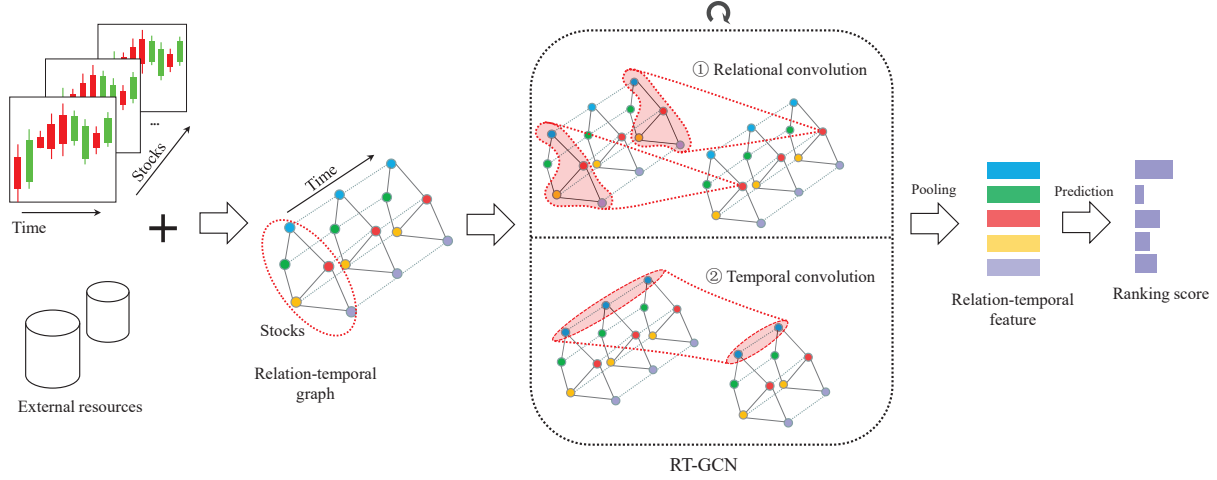 ...
Stocks
Time
+
External resources
Time
Stocks
Relation-temporal
graph
① Relational convolution
② Temporal convolution
RT-GCN
Pooling
Relation-temporal
feature
Prediction
Ranking score